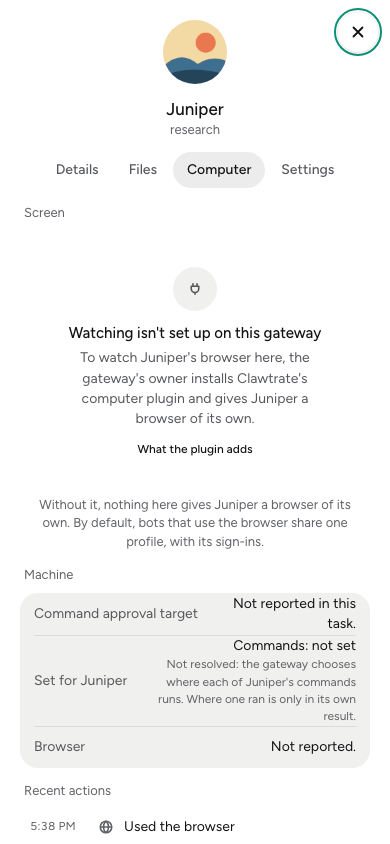 Juniper
research
Details Files Computer Settings
Screen
Watching isn't set up on this gateway
To watch Juniper's browser here, the
gateway's owner installs Clawtrate's
computer plugin and gives Juniper a
browser of its own.
What the plugin adds
Without it, nothing here gives Juniper a browser of its
own. By default, bots that use the browser share one
profile, with its sign-ins.
Machine
Command approval target Not reported in this
task.
Commands: not set
Set for Juniper
Not resolved: the gateway chooses
where each of Juniper's commands
runs. Where one ran is only in its own
result.
Browser Not reported.
Recent actions
5:38 PM Used the browser